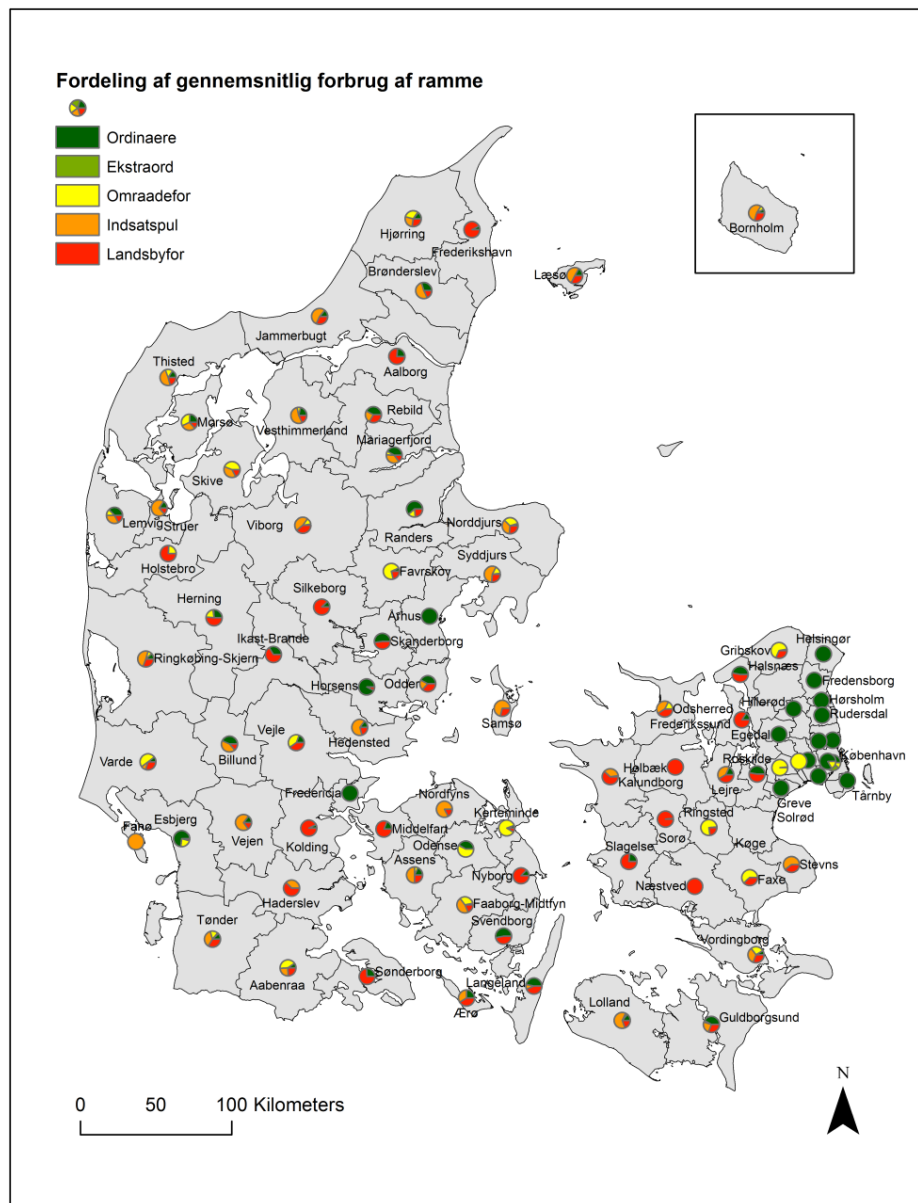 Fordeling af gennemsnitlig forbrug af ramme
Ordinaere
Ekstraord
Omraadefor
Indsatspul
Landsbyfor
Bornholm
Hjørring
Frederikshavn
Læsø
Brønderslev
Jammerbugt
Aalborg
Thisted
Rebild
Morsø
Vesthimmerland
Mariagerfjord
Skive
Lemvig
Struer
Viborg
Randers
Norddjurs
Syddjurs
Holstebro
Favrskov
Silkeborg
Herning
Århus
Ikast-Brande
Skanderborg
Ringkøbing-Skjern
Horsens
Odder
Samsø
Hedensted
Vejle
Billund
Varde
Fredencia
Esbjerg
Fanø
Vejen
Kolding
Middelfart
Nordfyns
Kerteminde
Odense
Assens
Nyborg
Haderslev
Faaborg-Midtfyn
Svendborg
Tønder
Aabenraa
Sønderborg
Langeland
Ærø
Gribskov
Helsingør
Halsnæs
Fredensborg
Hillerød
Hørsholm
Odsherred
Frederikssund
Rudersdal
Egedal
København
Roskilde
Holbæk
Kalundborg
Lejre
Tårnby
Greve
Solrød
Ringsted
Sorø
Køge
Slagelse
Stevns
Næstved
Faxe
Vordingborg
Lolland
Guldborgsund
0 50 100 Kilometers
N